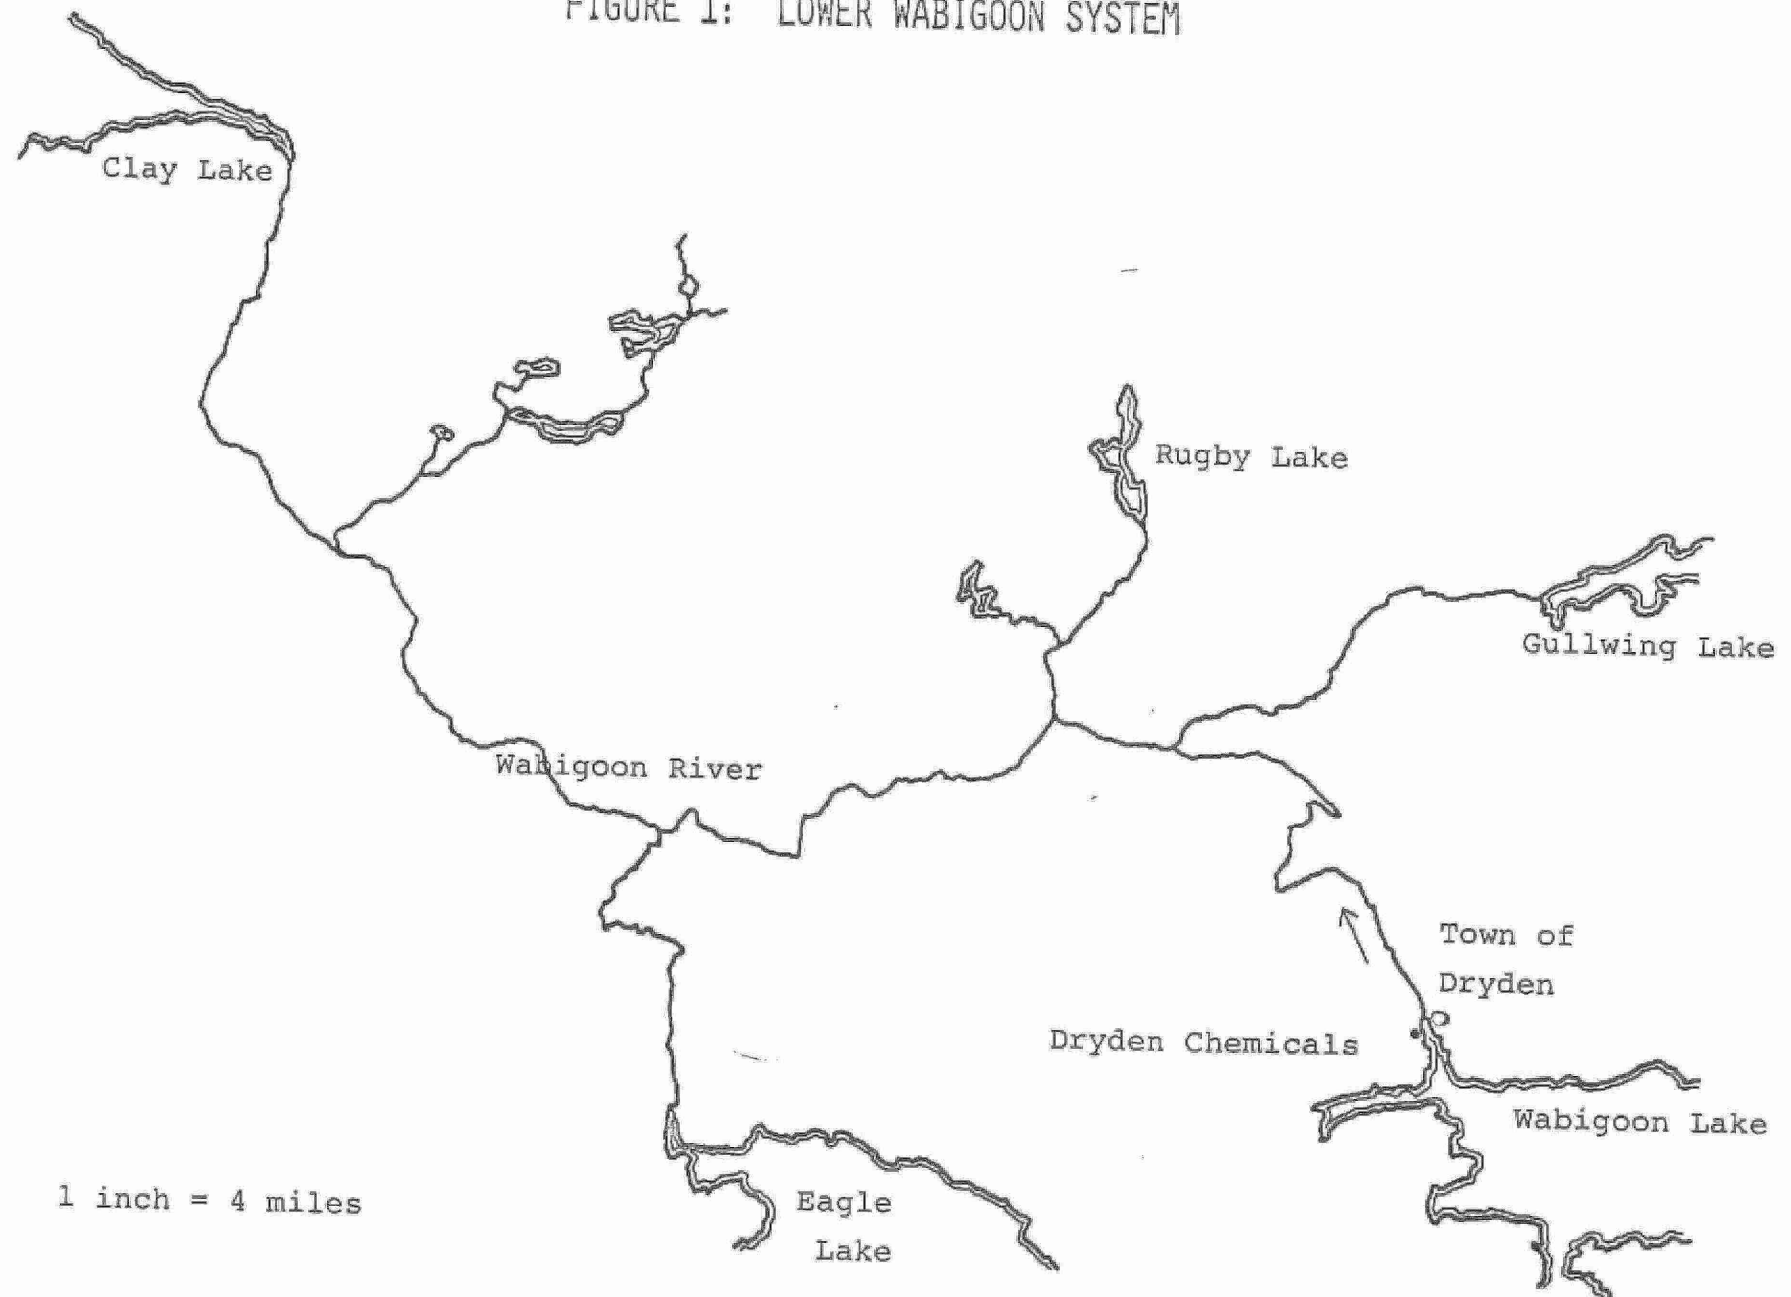 FIGURE 1: LOWER WABIGOON SYSTEM
Clay Lake
Rugby Lake
Gullwing Lake
Wabigoon River
Town of
Dryden
Dryden Chemicals
Wabigoon Lake
1 inch = 4 miles
Eagle
Lake